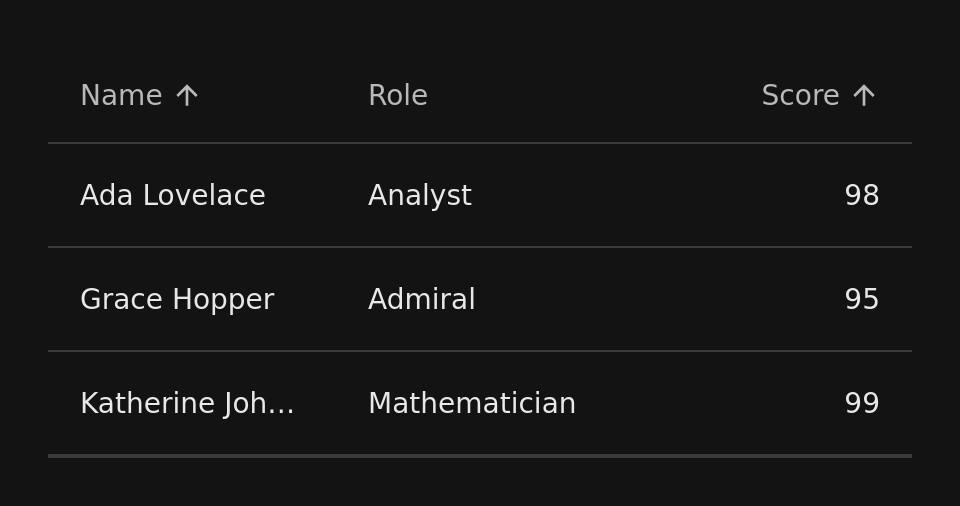 Name ↑ Role Score ↑
Ada Lovelace Analyst 98
Grace Hopper Admiral 95
Katherine Joh... Mathematician 99